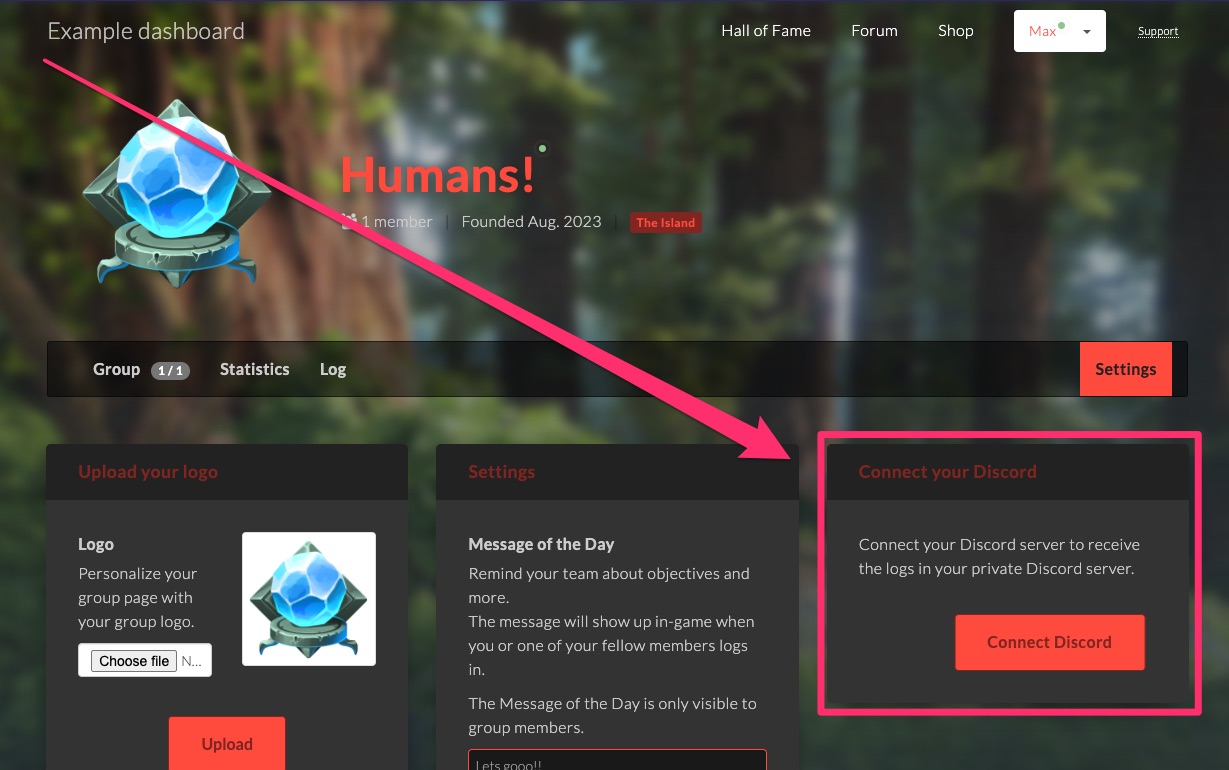 Example dashboard
Hall of Fame Forum Shop Max Support
Humans!
1 member Founded Aug. 2023 The Island
Group 1 / 1 Statistics Log Settings
Upload your logo
Logo
Personalize your
group page with
your group logo.
Choose file N...
Upload
Settings
Message of the Day
Remind your team about objectives and
more.
The message will show up in-game when
you or one of your fellow members logs
in.
The Message of the Day is only visible to
group members.
Lets gooo!!
Connect your Discord
Connect your Discord server to receive
the logs in your private Discord server.
Connect Discord